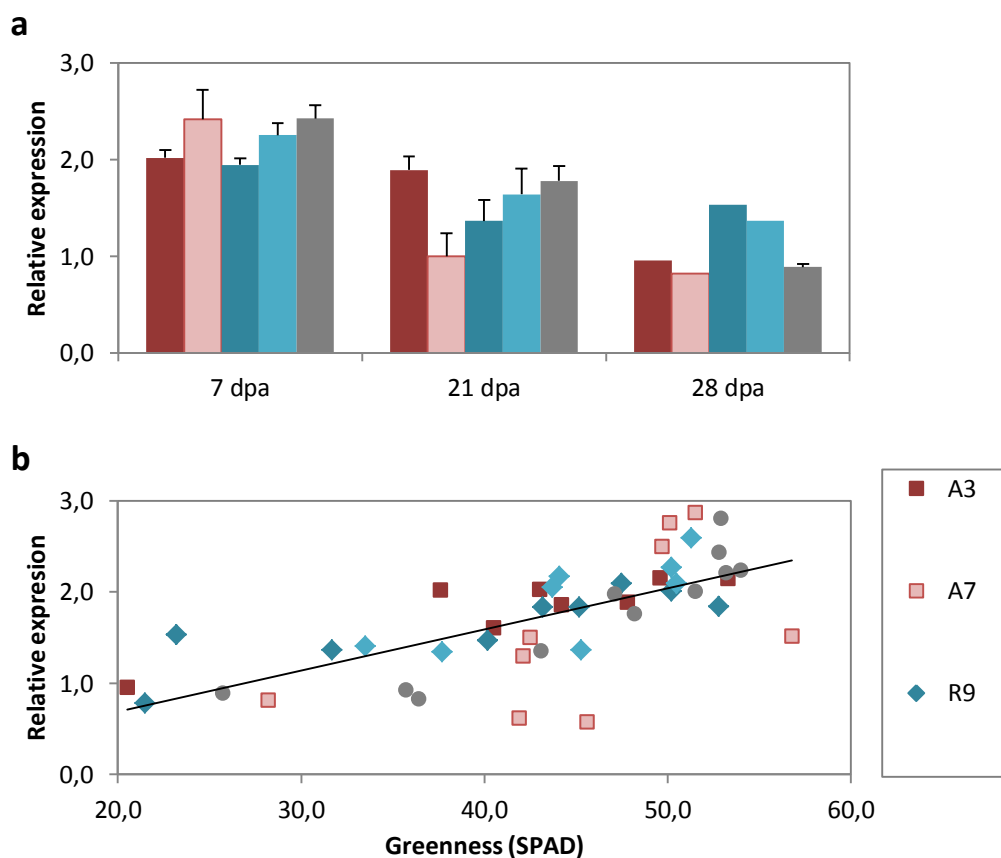 a
3,0
2,0
1,0
0,0
Relative expression
7 dpa
21 dpa
28 dpa
b
3,0
2,0
1,0
0,0
Relative expresion
20,0
30,0
40,0
50,0
60,0
Greenness (SPAD)
A3
A7
R9